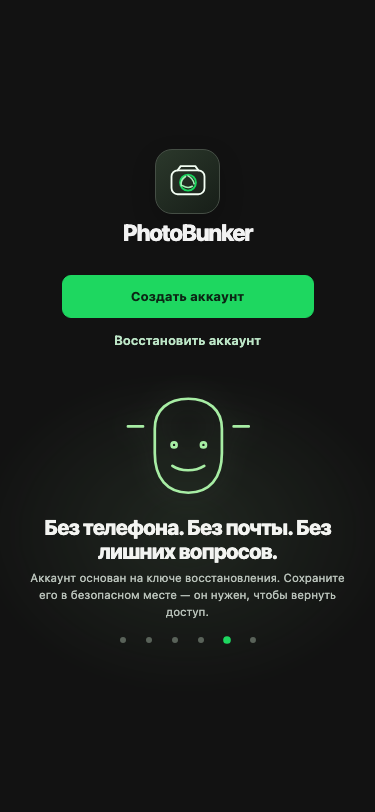 PhotoBunker
Создать аккаунт
Восстановить аккаунт
Без телефона. Без почты. Без
лишних вопросов.
Аккаунт основан на ключе восстановления. Сохраните
его в безопасном месте — он нужен, чтобы вернуть
доступ.